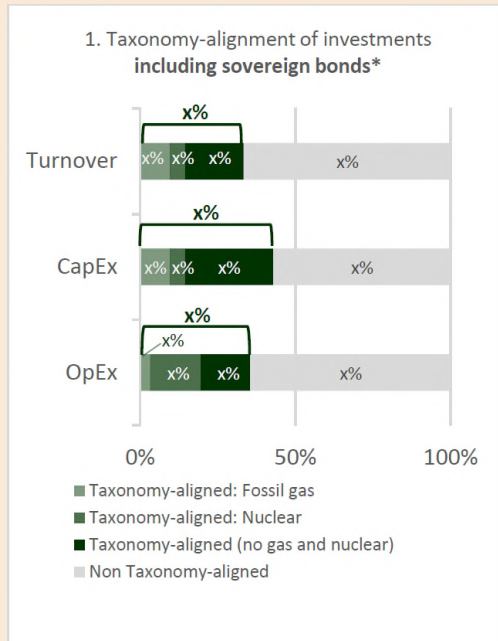 1. Taxonomy-alignment of investments
including sovereign bonds*
x%
Turnover
x% x% x% x%
x%
CapEx
x% x% x% x%
x%
x%
OpEx
x% x% x%
0% 50% 100%
Taxonomy-aligned: Fossil gas
Taxonomy-aligned: Nuclear
Taxonomy-aligned (no gas and nuclear)
Non Taxonomy-aligned